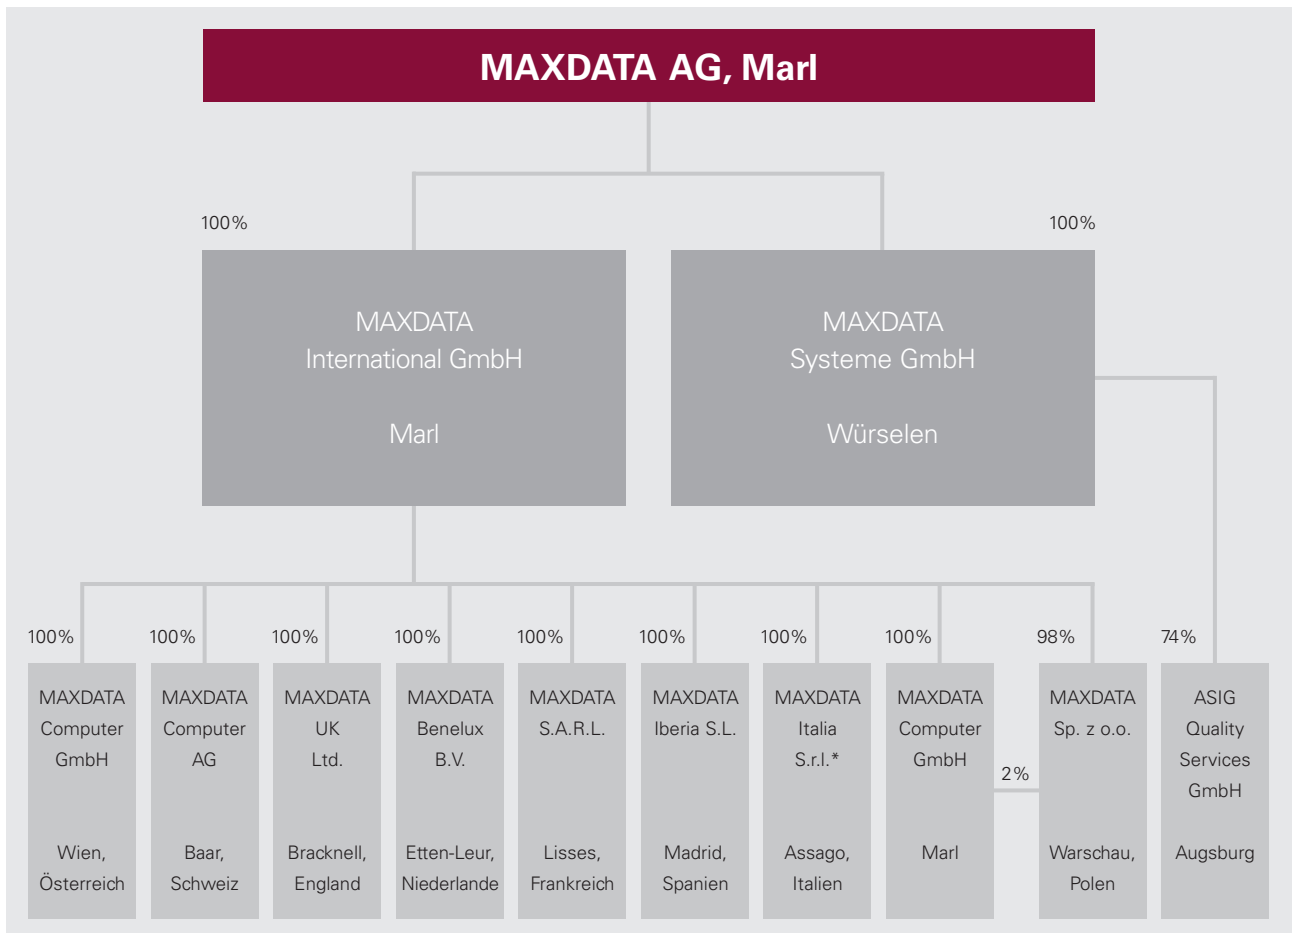 MAXDATA AG, Marl
100%
100%
MAXDATA
International GmbH
Marl
MAXDATA
Systeme GmbH
Würselen
100%
MAXDATA
Computer
GmbH
Wien,
Österreich
100%
MAXDATA
Computer
AG
Baar,
Schweiz
100%
MAXDATA
UK
Ltd.
Bracknell,
England
100%
MAXDATA
Benelux
B.V.
Etten-Leur,
Niederlande
100%
MAXDATA
S.A.R.L.
Lisses,
Frankreich
100%
MAXDATA
Iberia S.L.
Madrid,
Spanien
100%
MAXDATA
Italia
S.r.l.*
Assago,
Italien
100%
MAXDATA
Computer
GmbH
Marl
2%
98%
MAXDATA
Sp. z o.o.
Warschau,
Polen
74%
ASIG
Quality
Services
GmbH
Augsburg